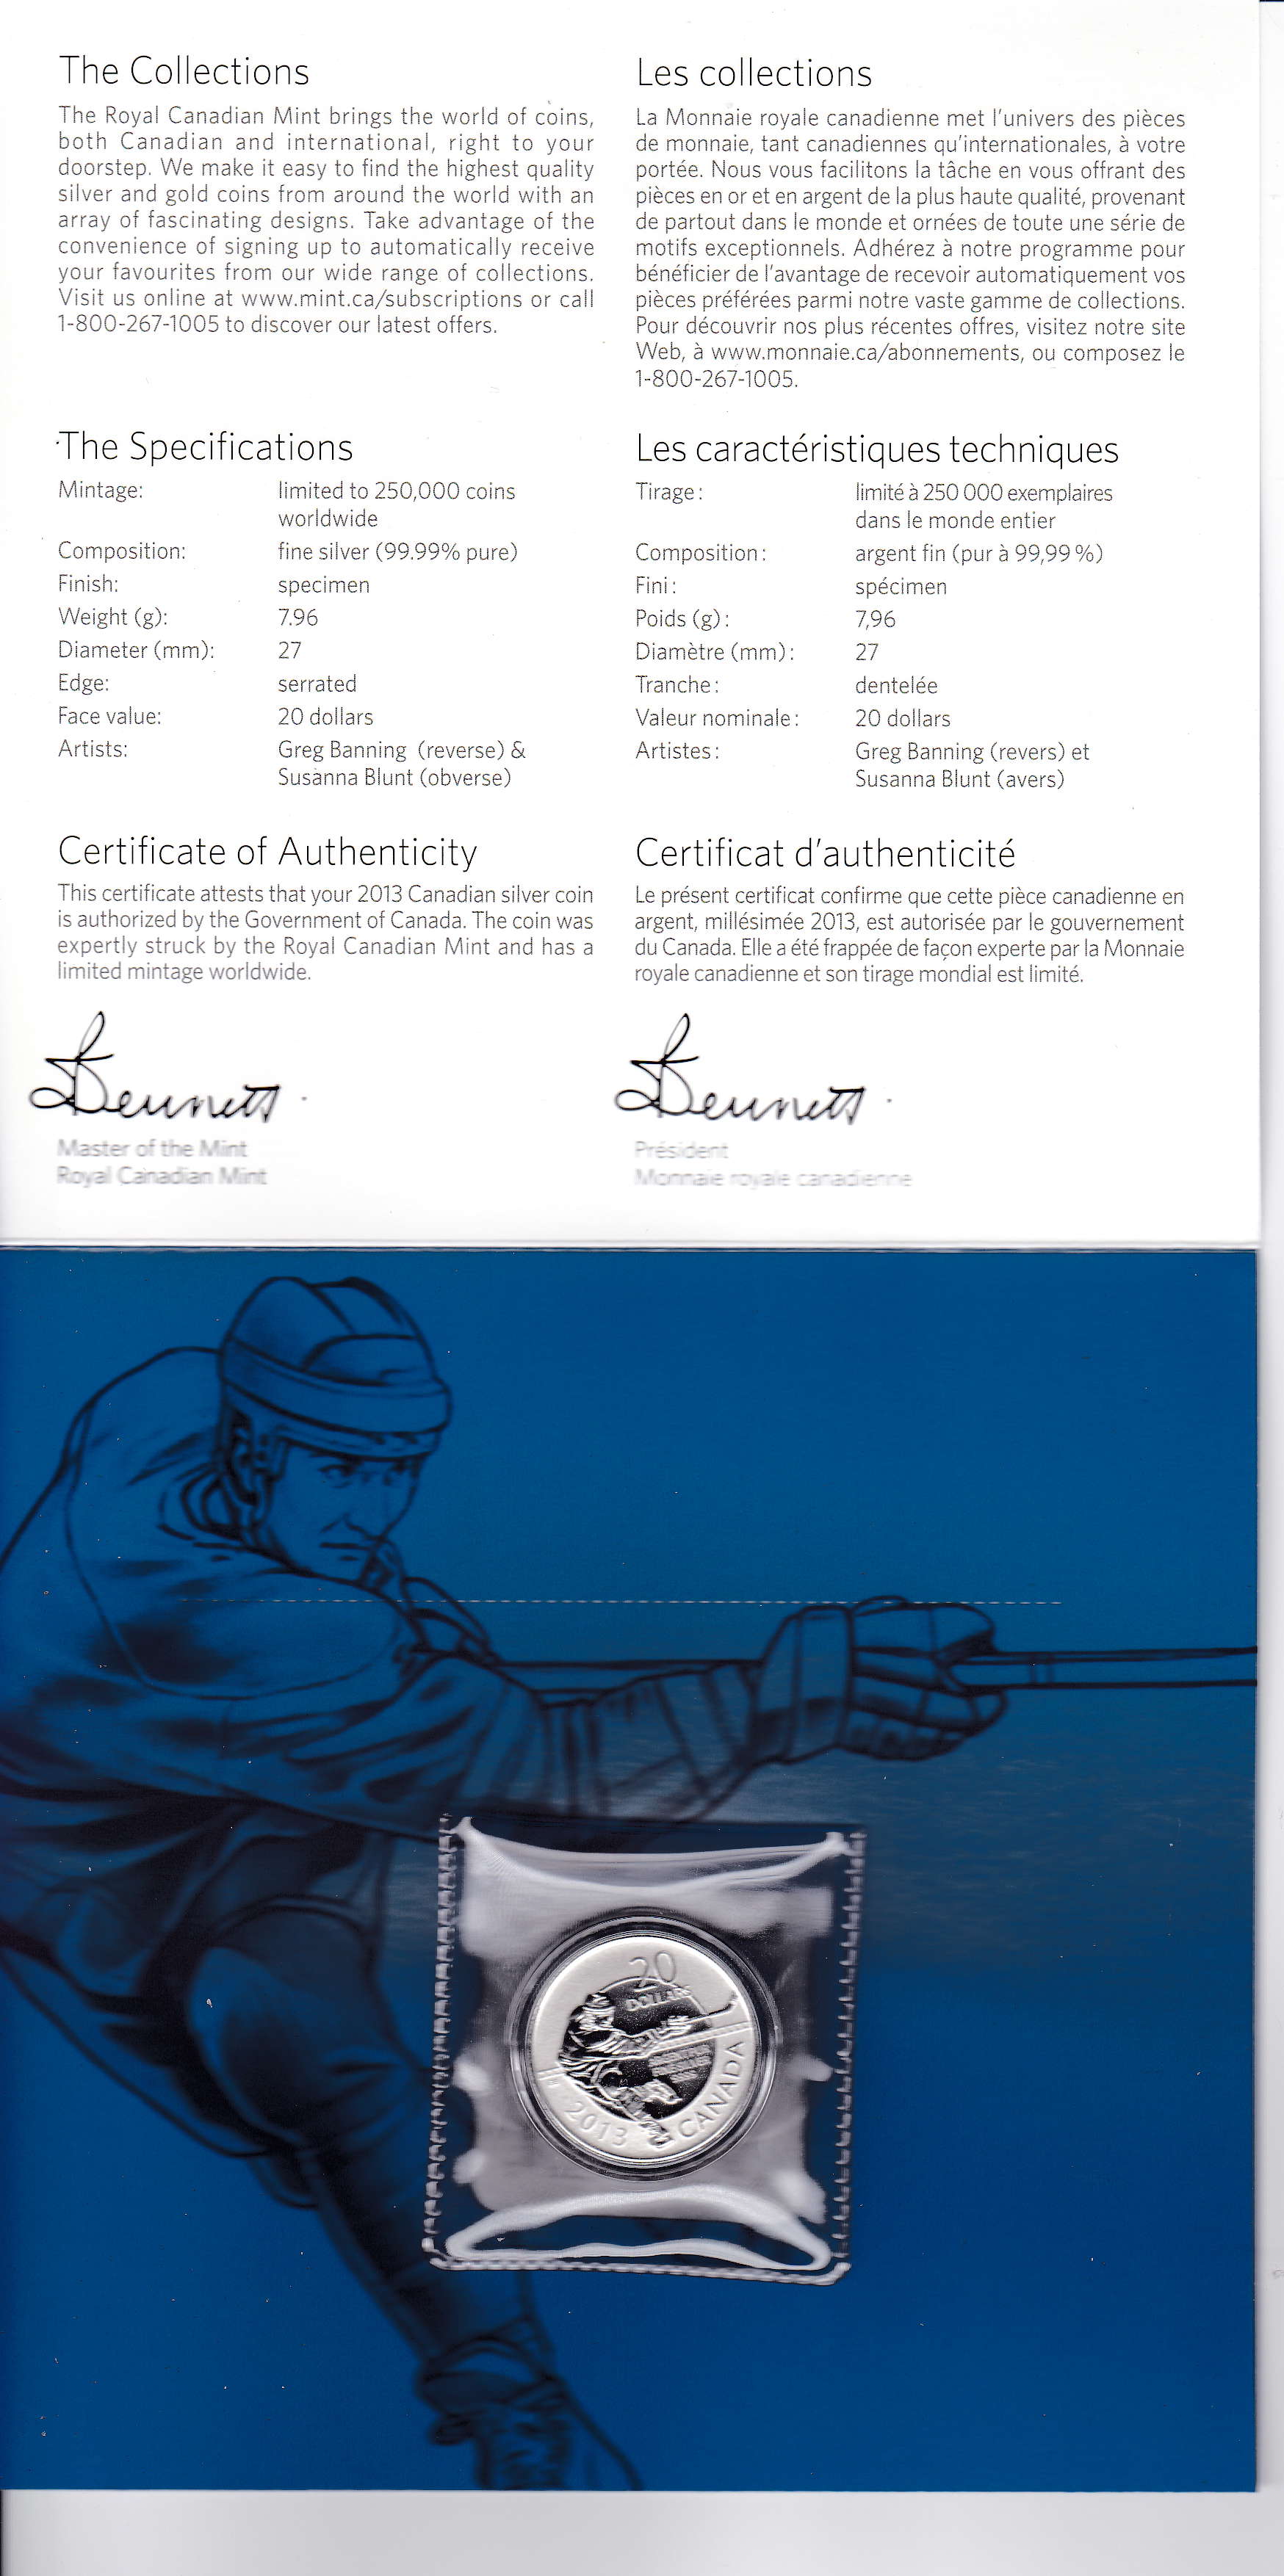 The Collections
The Royal Canadian Mint brings the world of coins,
both Canadian and international, right to your
doorstep. We make it easy to find the highest quality
silver and gold coins from around the world with an
array of fascinating designs. Take advantage of the
convenience of signing up to automatically receive
your favourites from our wide range of collections.
Visit us online at www.mint.ca/subscriptions or call
1-800-267-1005 to discover our latest offers.
The Specifications
Mintage: limited to 250,000 coins
worldwide
Composition: fine silver (99.99% pure)
Finish: specimen
Weight (g): 7.96
Diameter (mm): 27
Edge: serrated
Face value: 20 dollars
Artists: Greg Banning (reverse) &
Susanna Blunt (obverse)
Certificate of Authenticity
This certificate attests that your 2013 Canadian silver coin
is authorized by the Government of Canada. The coin was
expertly struck by the Royal Canadian Mint and has a
limited mintage worldwide.
Bennett
Master of the Mint
Royal Canadian Mint
Les collections
La Monnaie royale canadienne met l'univers des pièces
de monnaie, tant canadiennes qu'internationales, à votre
portée. Nous vous facilitons la tâche en vous offrant des
pièces en or et en argent de la plus haute qualité, provenant
de partout dans le monde et ornées de toute une série de
motifs exceptionnels. Adhérez à notre programme pour
bénéficier de l'avantage de recevoir automatiquement vos
pièces préférées parmi notre vaste gamme de collections.
Pour découvrir nos plus récentes offres, visitez notre site
Web, à www.monnaie.ca/abonnements, ou composez le
1-800-267-1005.
Les caractéristiques techniques
Tirage : limité à 250 000 exemplaires
dans le monde entier
Composition : argent fin (pur à 99,99 %)
Fini : spécimen
Poids (g) : 7,96
Diamètre (mm) : 27
Tranche : dentelée
Valeur nominale : 20 dollars
Artistes : Greg Banning (revers) et
Susanna Blunt (avers)
Certificat d'authenticité
Le présent certificat confirme que cette pièce canadienne en
argent, millésimée 2013, est autorisée par le gouvernement
du Canada. Elle a été frappée de façon experte par la Monnaie
royale canadienne et son tirage mondial est limité.
Bennett
Président
Monnaie royale canadienne
20
DOLLARS
CANADA
2013